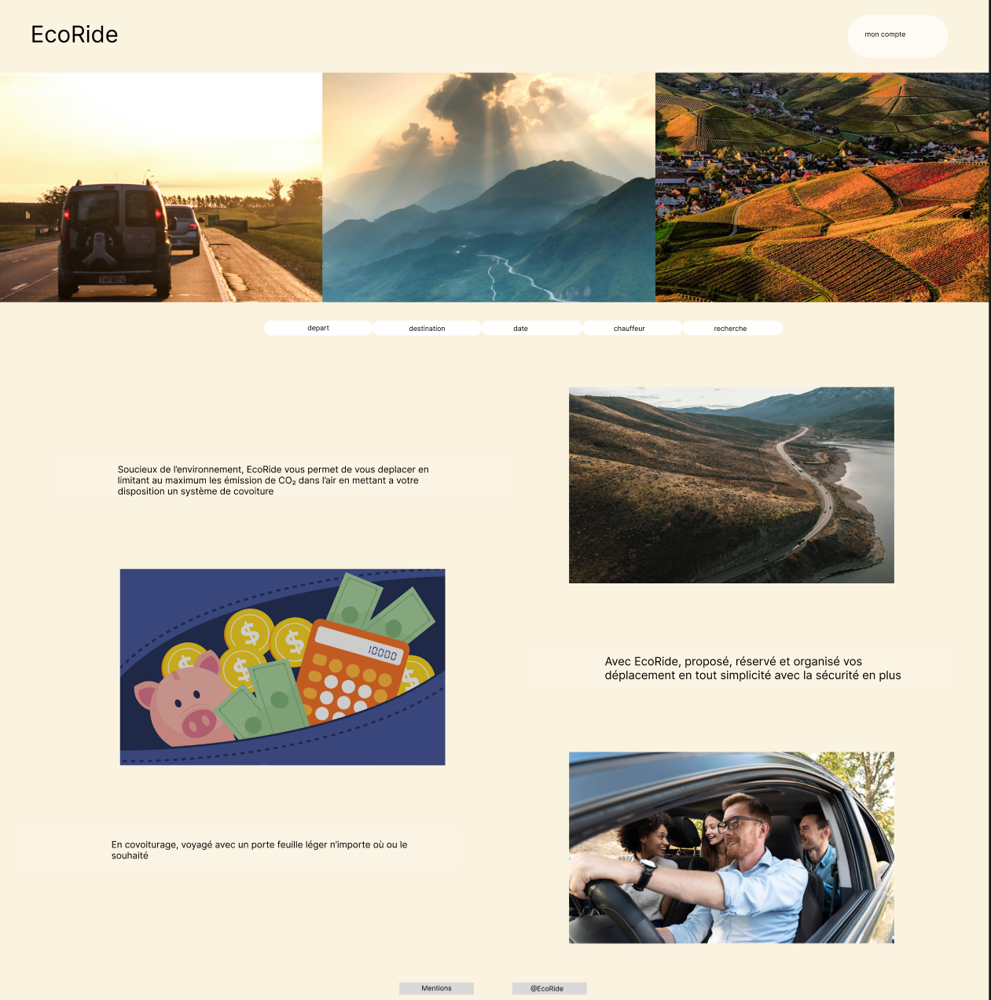 EcoRide
mon compte
depart
destination
date
chauffeur
recherche
Soucieux de l’environnement, EcoRide vous permet de vous deplacer en
limitant au maximum les émission de CO₂ dans l’air en mettant a votre
disposition un système de covoiture
10000
Avec EcoRide, proposé, réservé et organisé vos
déplacement en tout simplicité avec la sécurité en plus
En covoiturage, voyagé avec un porte feuille léger n’importe où ou le
souhaité
Mentions
@EcoRide